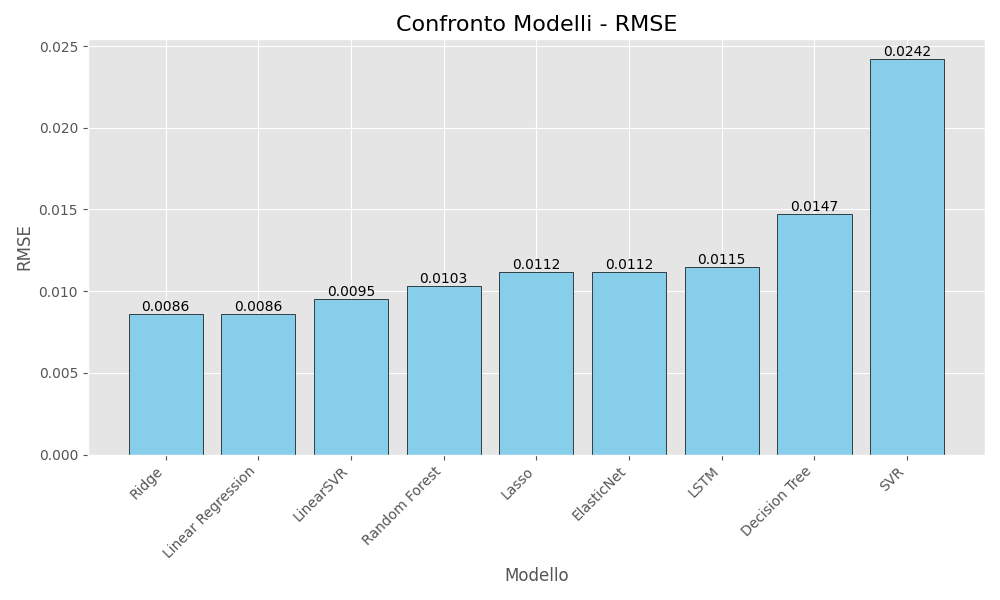 Confronto Modelli - RMSE
0.025
0.020
0.015
0.010
0.005
0.000
RMSE
0.0086
0.0086
0.0095
0.0103
0.0112
0.0112
0.0115
0.0147
0.0242
Ridge
Linear Regression
LinearSVR
Random Forest
Lasso
ElasticNet
LSTM
Decision Tree
SVR
Modello